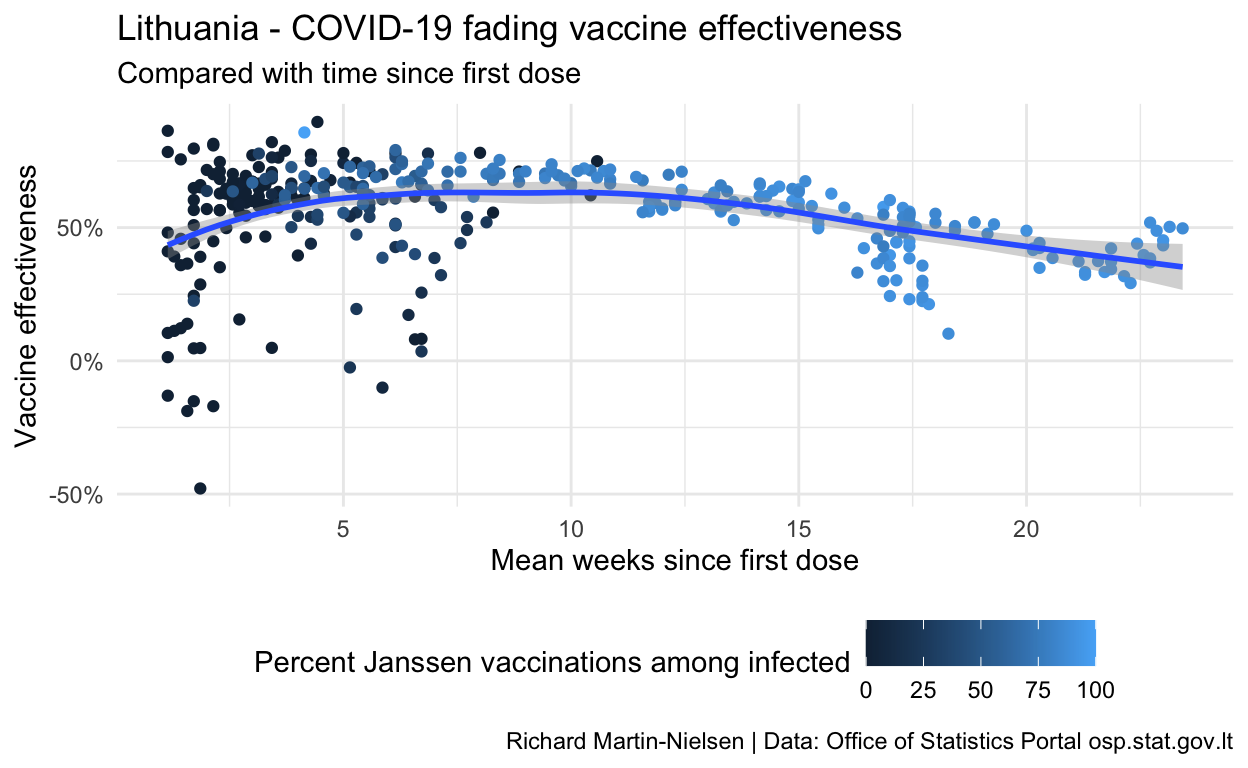 Lithuania - COVID-19 fading vaccine effectiveness
Compared with time since first dose
Vaccine effectiveness
50%
0%
-50%
5 10 15 20
Mean weeks since first dose
Percent Janssen vaccinations among infected
0 25 50 75 100
Richard Martin-Nielsen | Data: Office of Statistics Portal osp.stat.gov.lt